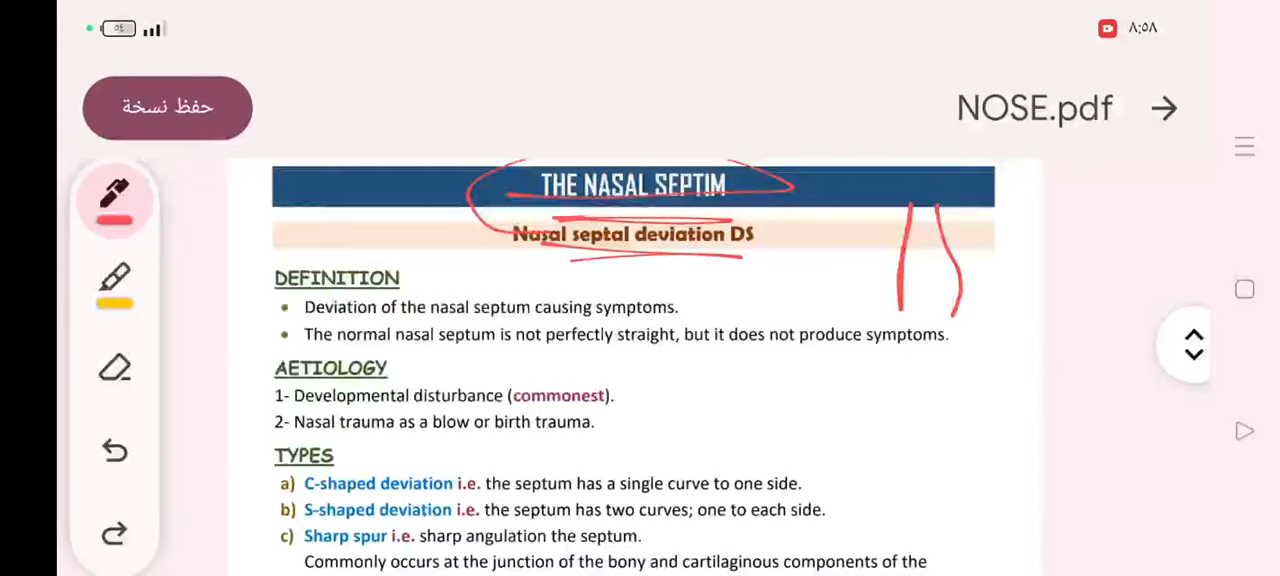 ٥٤ ٨:٥٨
حفظ نسخة NOSE.pdf
THE NASAL SEPTIM
Nasal septal deviation DS
DEFINITION
• Deviation of the nasal septum causing symptoms.
• The normal nasal septum is not perfectly straight, but it does not produce symptoms.
AETIOLOGY
1- Developmental disturbance (commonest).
2- Nasal trauma as a blow or birth trauma.
TYPES
a) C-shaped deviation i.e. the septum has a single curve to one side.
b) S-shaped deviation i.e. the septum has two curves; one to each side.
c) Sharp spur i.e. sharp angulation the septum.
Commonly occurs at the junction of the bony and cartilaginous components of the